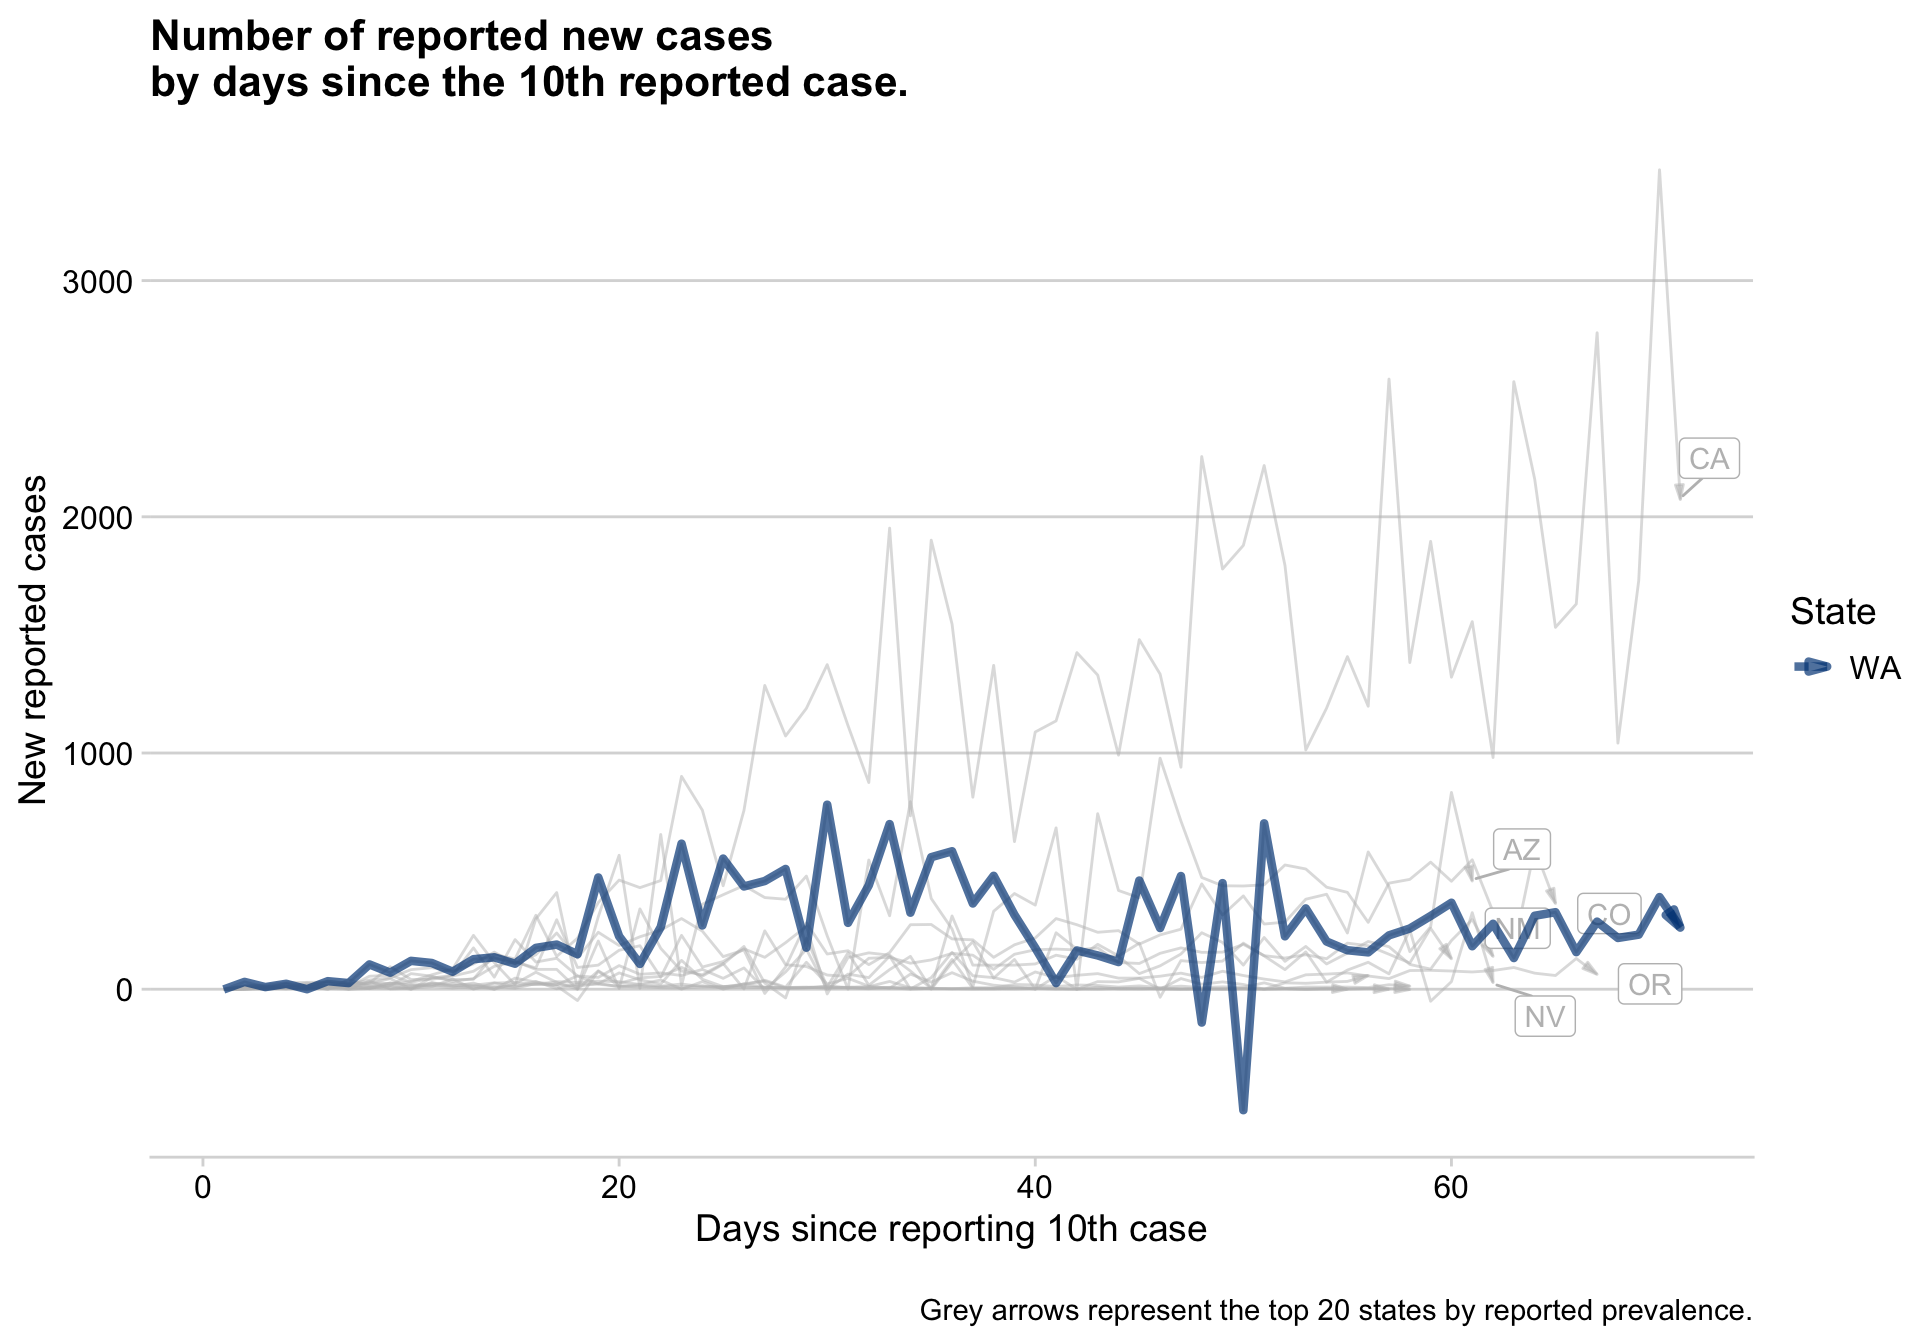 Number of reported new cases
by days since the 10th reported case.
3000
2000
1000
0
New reported cases
CA
AZ
CO
NM
OR
NV
State
WA
0
20
40
60
Days since reporting 10th case
Grey arrows represent the top 20 states by reported prevalence.